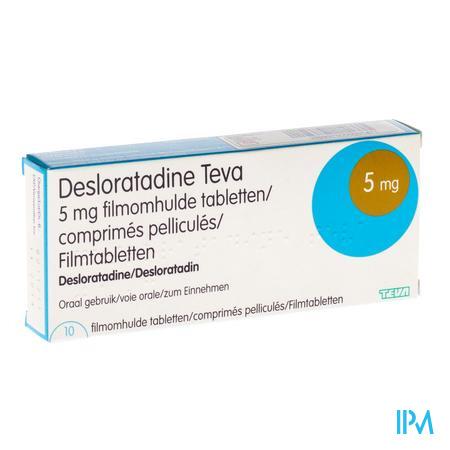 Desloratadine Teva
5 mg filmomhulde tabletten/
comprimés pelliculés/
Filmtabletten
Desloratadine/Desloratadin
Oraal gebruik/voie orale/zum Einnehmen
10 filmomhulde tabletten/comprimés pelliculés/Filmtabletten
5 mg
TEVA
IPM